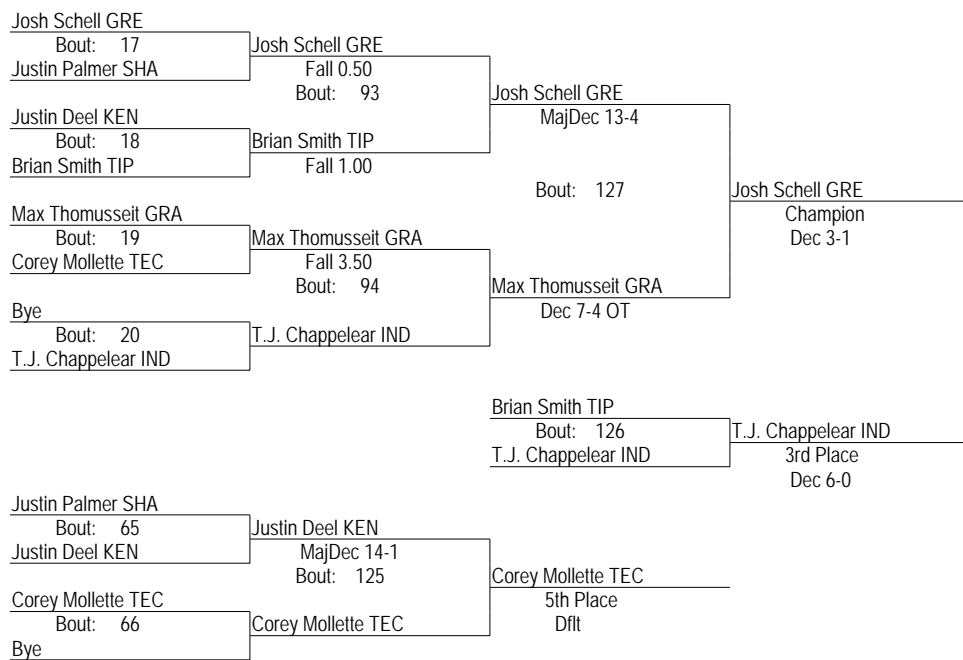 Josh Schell GRE
Bout: 17
Justin Palmer SHA
Josh Schell GRE
Fall 0.50
Bout: 93
Justin Deel KEN
Bout: 18
Brian Smith TIP
Brian Smith TIP
Fall 1.00
Josh Schell GRE
MajDec 13-4
Bout: 127
Max Thomusseit GRA
Bout: 19
Corey Mollette TEC
Max Thomusseit GRA
Fall 3.50
Bout: 94
Bye
Bout: 20
T.J. Chappelear IND
T.J. Chappelear IND
Max Thomusseit GRA
Dec 7-4 OT
Josh Schell GRE
Champion
Dec 3-1
Brian Smith TIP
Bout: 126
T.J. Chappelear IND
T.J. Chappelear IND
3rd Place
Dec 6-0
Justin Palmer SHA
Bout: 65
Justin Deel KEN
Justin Deel KEN
MajDec 14-1
Bout: 125
Corey Mollette TEC
Bout: 66
Bye
Corey Mollette TEC
Corey Mollette TEC
5th Place
Dflt